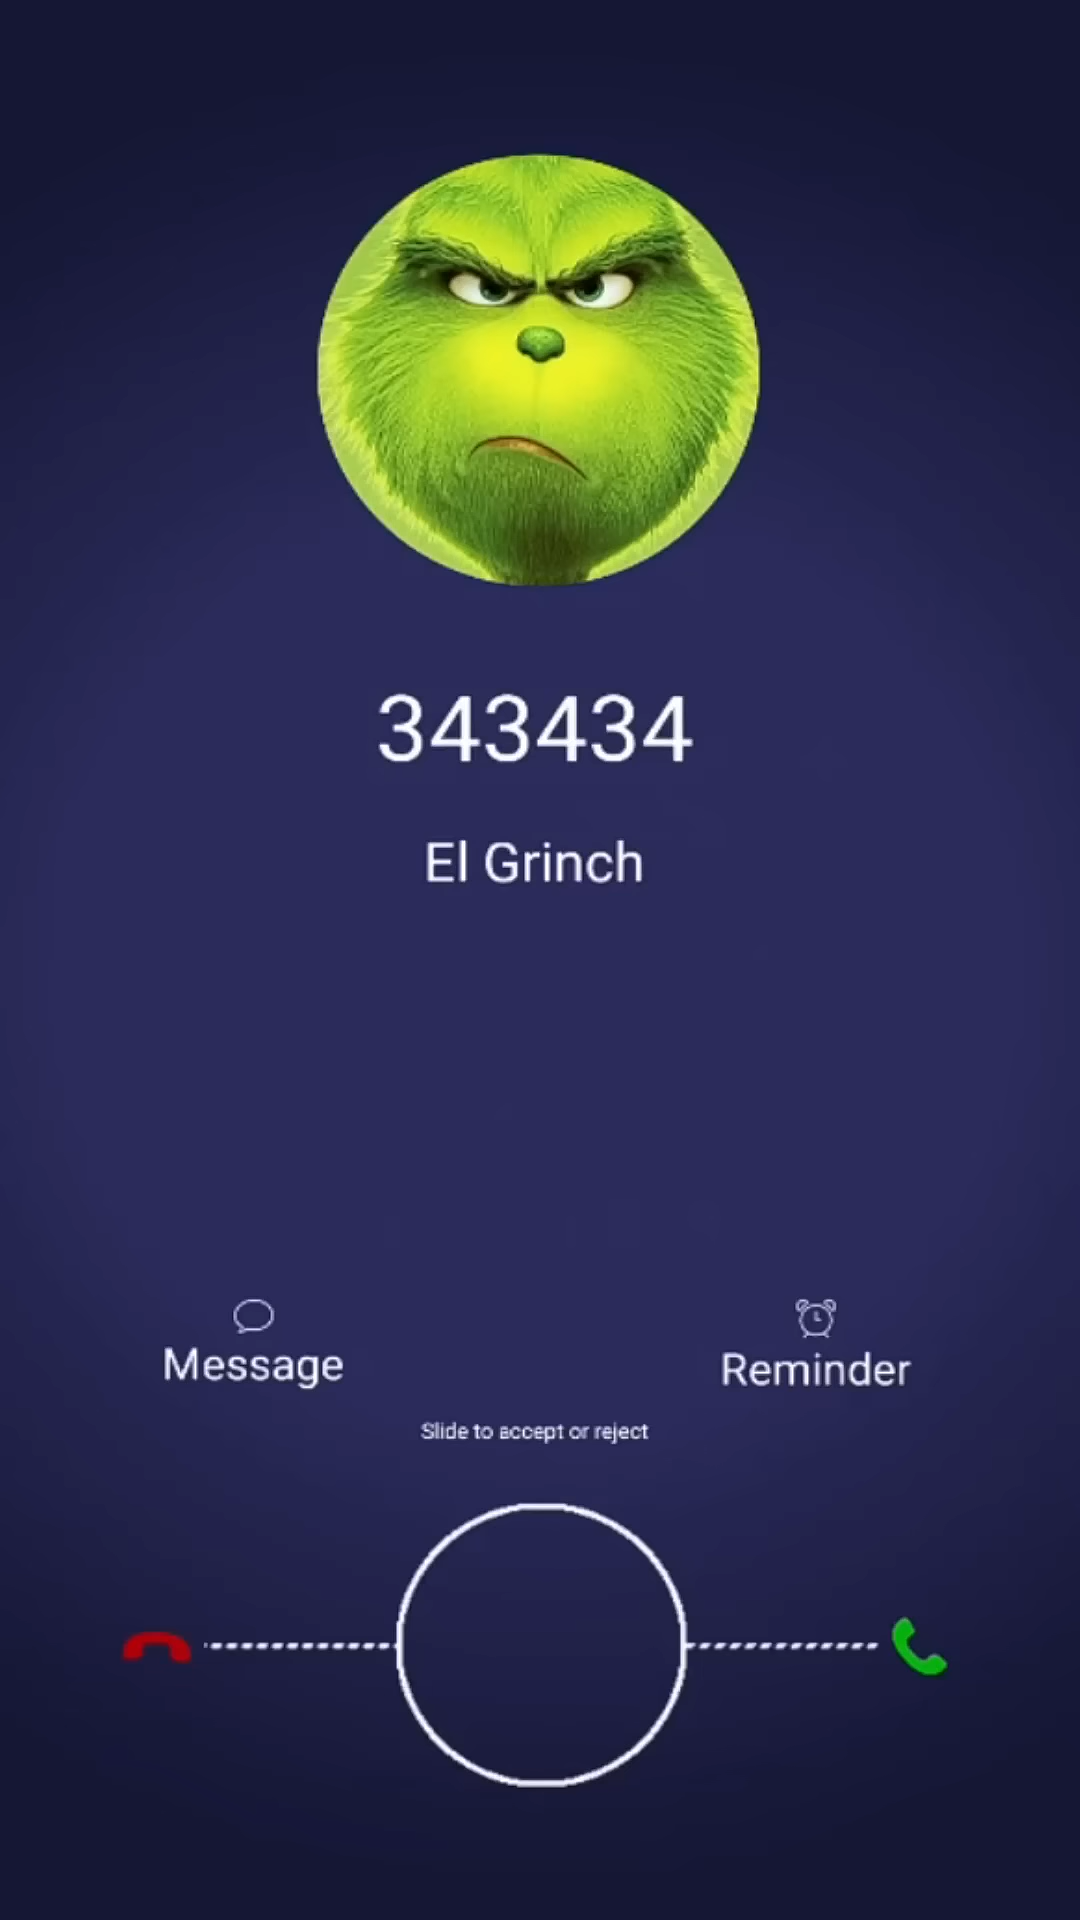 343434
El Grinch
Message
Reminder
Slide to accept or reject